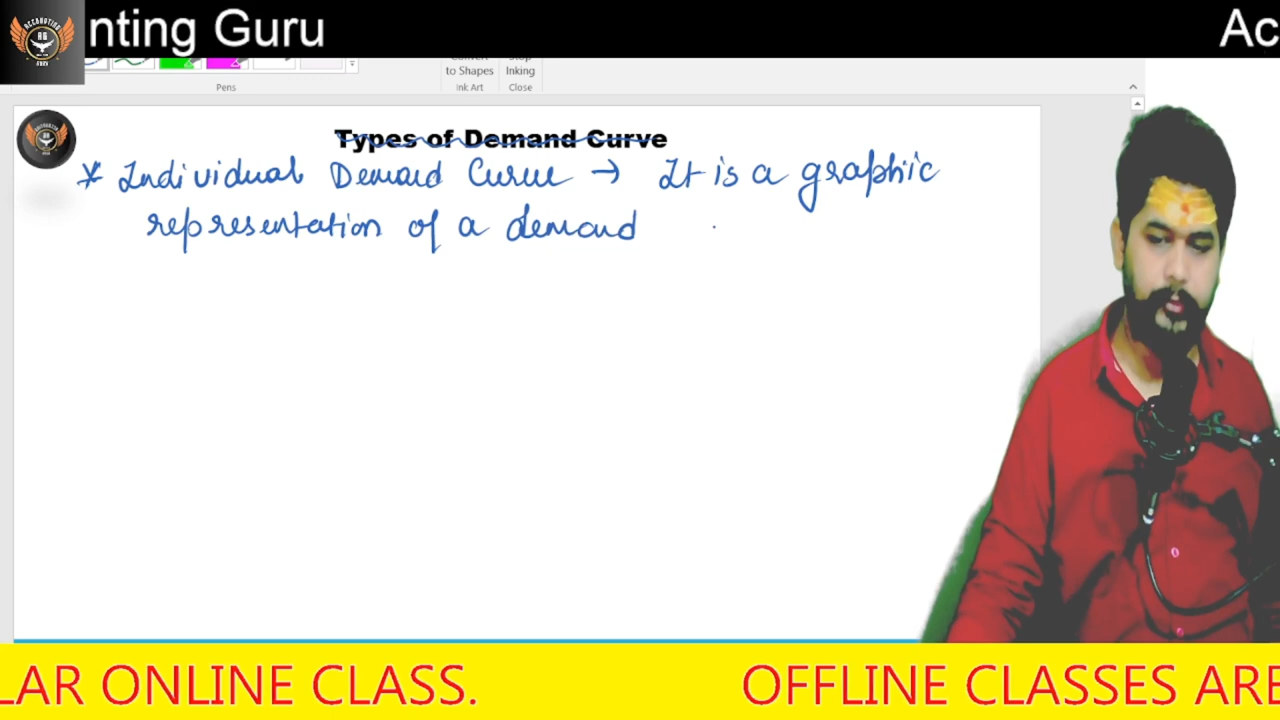 nting Guru
Ac
to Shapes
Inking
Pens
Ink Art
Close
Types of Demand Curve
* Individual Demand Curve → It is a graphic
representation of a demand
LAR ONLINE CLASS.
OFFLINE CLASSES ARE